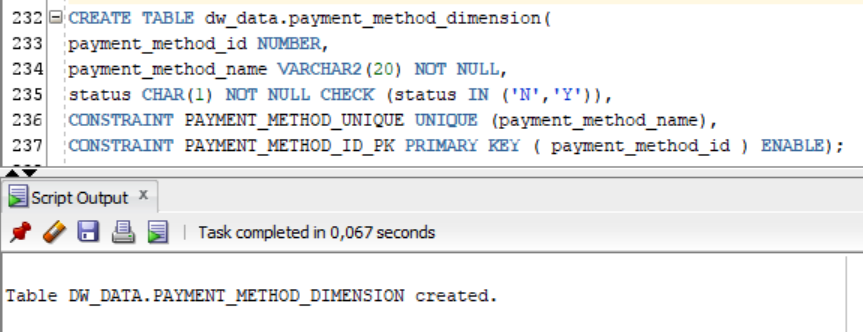 232 CREATE TABLE dw_data.payment_method_dimension(
233 payment_method_id NUMBER,
234 payment_method_name VARCHAR2(20) NOT NULL,
235 status CHAR(1) NOT NULL CHECK (status IN ('N','Y')),
236 CONSTRAINT PAYMENT_METHOD_UNIQUE UNIQUE (payment_method_name),
237 CONSTRAINT PAYMENT_METHOD_ID_PK PRIMARY KEY ( payment_method_id ) ENABLE);
Script Output x
Task completed in 0,067 seconds
Table DW_DATA.PAYMENT_METHOD_DIMENSION created.